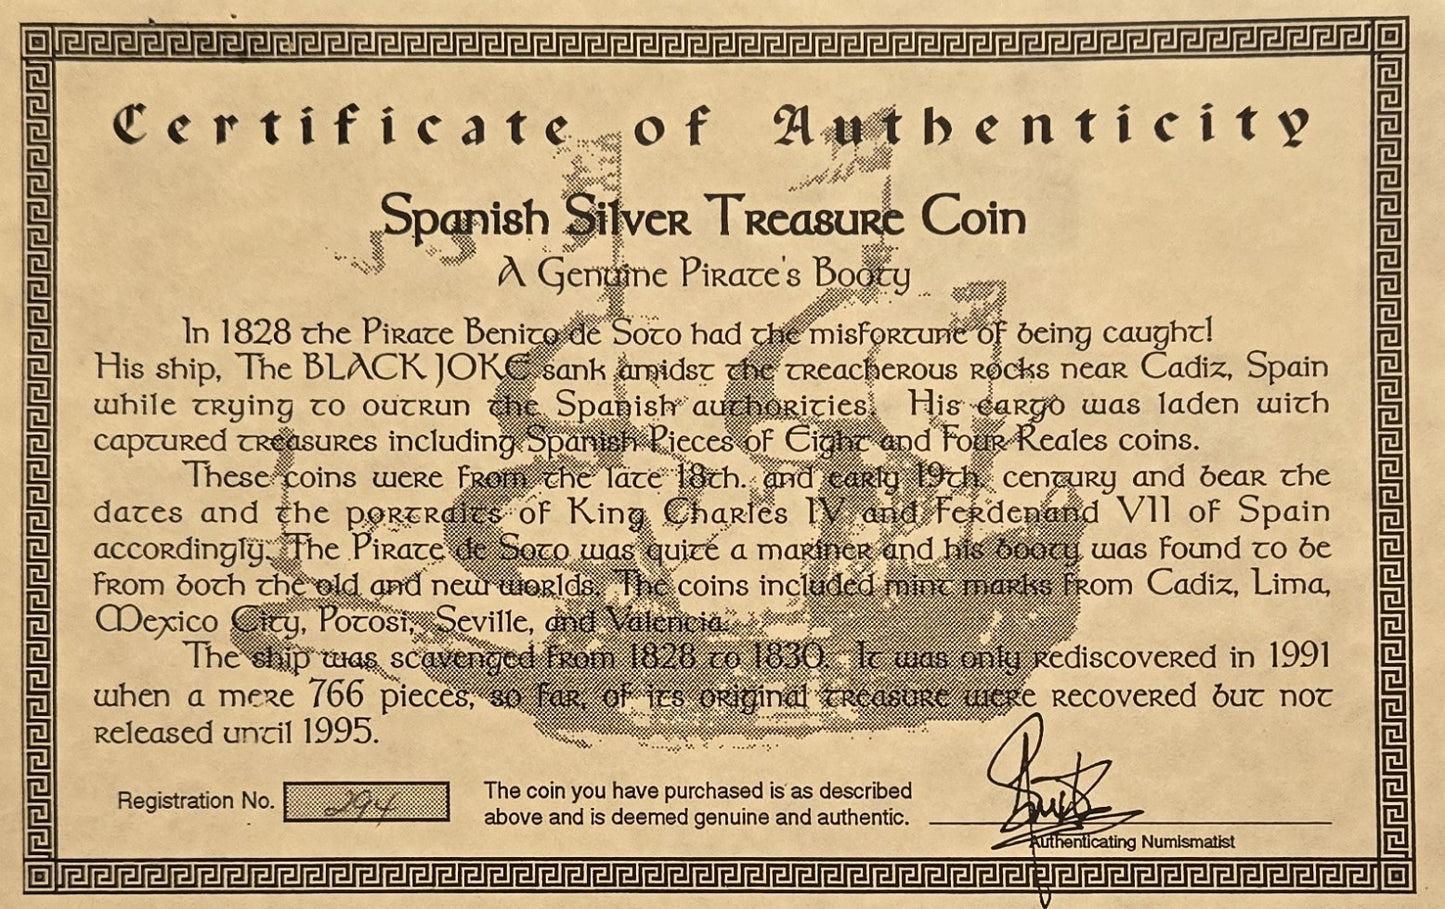 Certificate of Authenticity
Spanish Silver Treasure Coin
A Genuine Pirate's Booty
In 1828 the Pirate Benito de Soto had the misfortune of being caught!
His ship, The BLACK JOKE sank amidst the treacherous rocks near Cadiz, Spain
while trying to outrun the Spanish authorities. His cargo was laden with
captured treasures including Spanish Pieces of Eight and Four Reales coins.
These coins were from the late 18th. and early 19th. century and bear the
dates and the portraits of King Charles IV and Ferdenand VII of Spain
accordingly. The Pirate de Soto was quite a mariner and his booty was found to be
from both the old and new worlds. The coins included mint marks from Cadiz, Lima,
Mexico City, Potosi, Seville, and Valencia.
The ship was scavenged from 1828 to 1830. It was only rediscovered in 1991
when a mere 766 pieces, so far, of its original treasure were recovered but not
released until 1995.
Registration No. 294
The coin you have purchased is as described
above and is deemed genuine and authentic.
Authenticating Numismatist